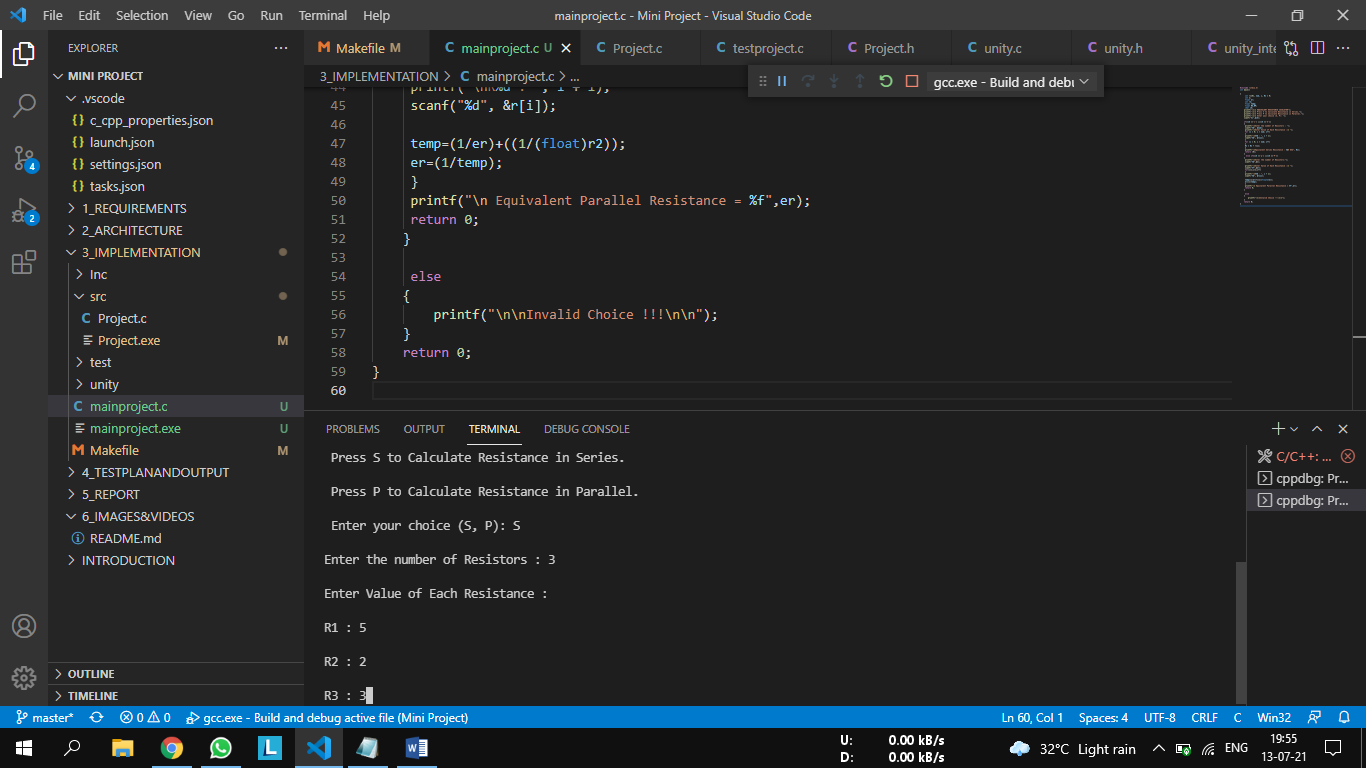 File Edit Selection View Go Run Terminal Help
mainproject.c - Mini Project - Visual Studio Code
EXPLORER
MINI PROJECT
.vscode
c_cpp_properties.json
launch.json
settings.json
tasks.json
1_REQUIREMENTS
2_ARCHITECTURE
3_IMPLEMENTATION
Inc
src
Project.c
Project.exe M
test
unity
mainproject.c U
mainproject.exe U
Makefile M
4_TESTPLANANDOUTPUT
5_REPORT
6_IMAGES&VIDEOS
README.md
INTRODUCTION
OUTLINE
TIMELINE
4
2
Makefile M
mainproject.c U
Project.c
testproject.c
Project.h
unity.c
unity.h
unity_inte
3_IMPLEMENTATION > mainproject.c > ...
gcc.exe - Build and debu
44 printf("\nR%d : ", i + 1);
45 scanf("%d", &r[i]);
46
47 temp=(1/er)+((1/(float)r2));
48 er=(1/temp);
49 }
50 printf("\n Equivalent Parallel Resistance = %f",er);
51 return 0;
52 }
53
54 else
55 {
56 printf("\n\nInvalid Choice !!!\n\n");
57 }
58 return 0;
59 }
60
PROBLEMS OUTPUT TERMINAL DEBUG CONSOLE
Press S to Calculate Resistance in Series.
Press P to Calculate Resistance in Parallel.
Enter your choice (S, P): S
Enter the number of Resistors : 3
Enter Value of Each Resistance :
R1 : 5
R2 : 2
R3 : 3
C/C++: ...
cppdbg: Pr...
cppdbg: Pr...
master* 0 0 gcc.exe - Build and debug active file (Mini Project)
Ln 60, Col 1 Spaces: 4 UTF-8 CRLF C Win32
U: 0.00 kB/s
D: 0.00 kB/s
32°C Light rain
ENG
19:55
13-07-21